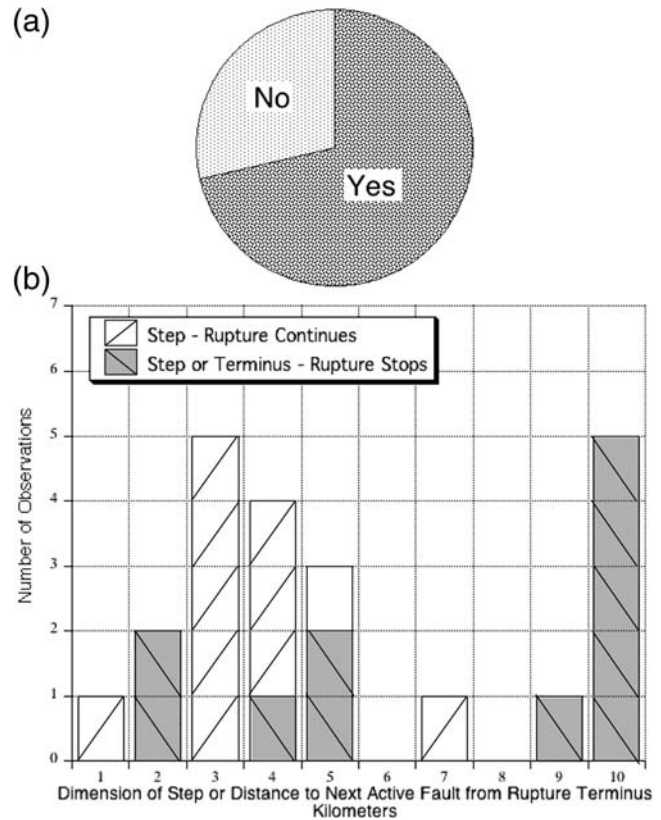 (a)
No
Yes
(b)
7
6
5
4
3
2
1
0
Number of Observations
Step - Rupture Continues
Step or Terminus - Rupture Stops
1 2 3 4 5 6 7 8 9 10
Dimension of Step or Distance to Next Active Fault from Rupture Terminus
Kilometers